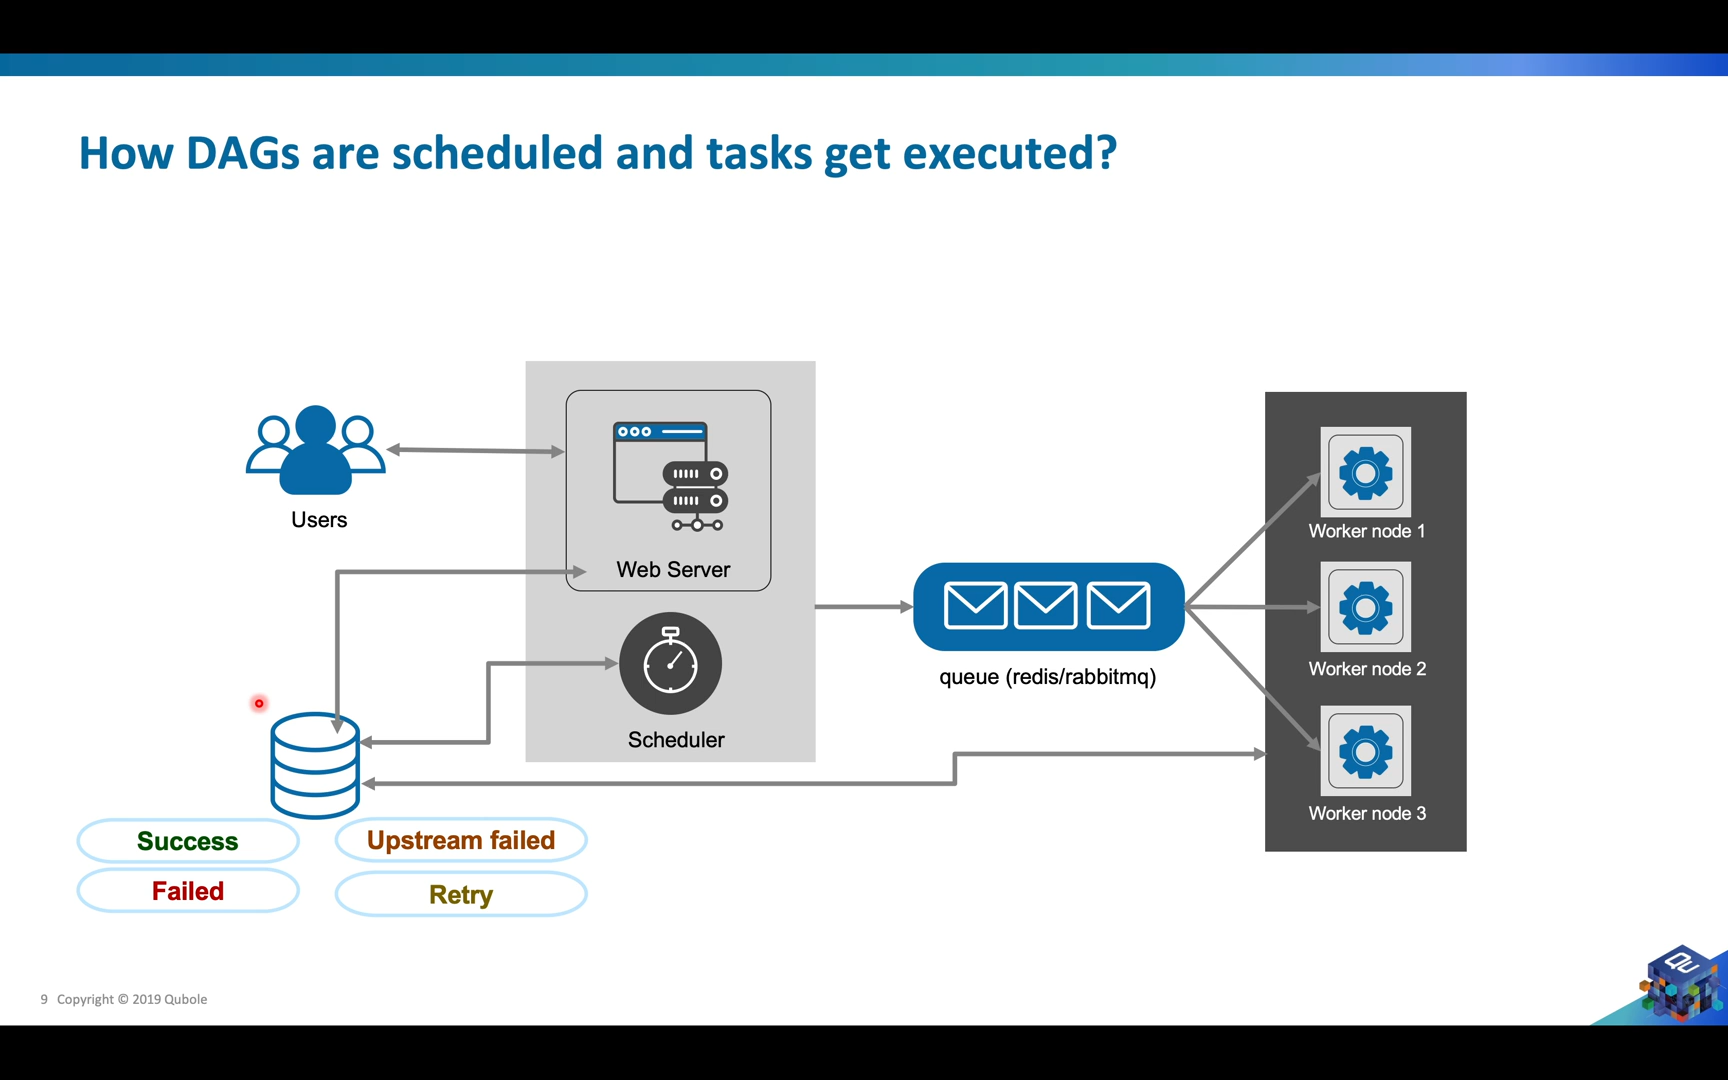 How DAGs are scheduled and tasks get executed?
Users
Web Server
Scheduler
queue (redis/rabbitmq)
Worker node 1
Worker node 2
Worker node 3
Success
Upstream failed
Failed
Retry
9 Copyright © 2019 Qubole
QU